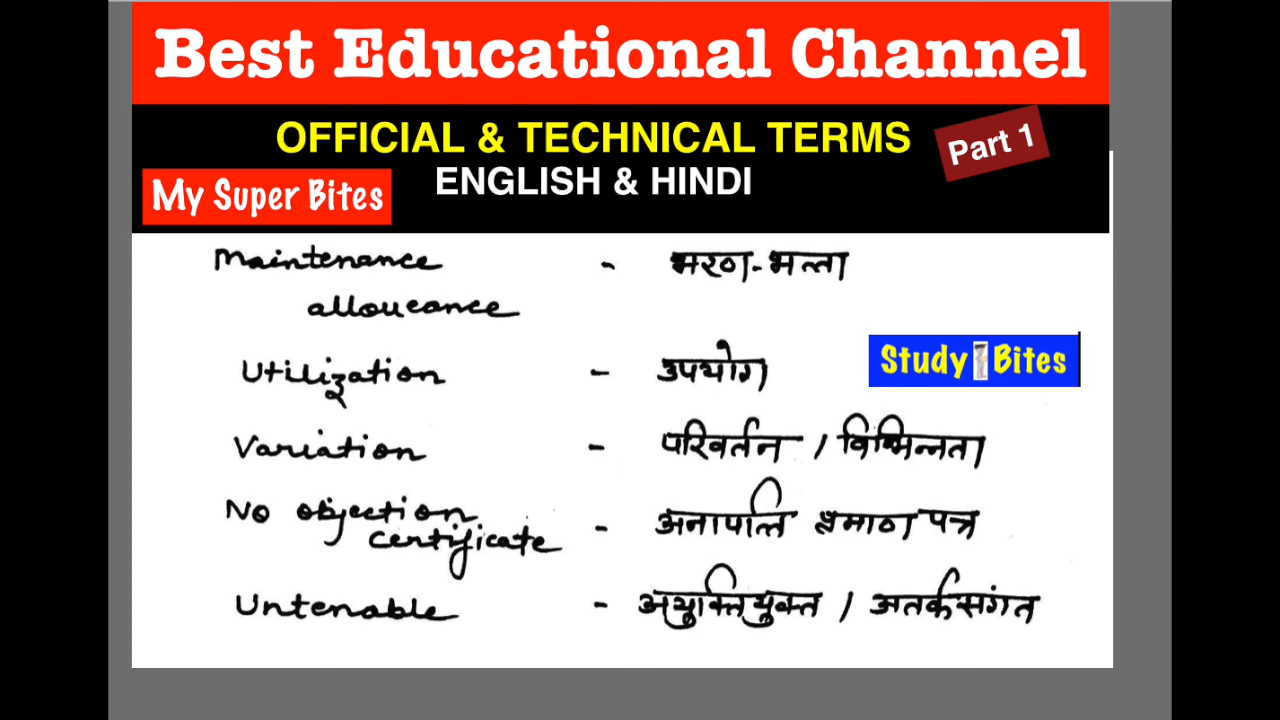 Best Educational Channel
OFFICIAL & TECHNICAL TERMS Part 1
ENGLISH & HINDI
My Super Bites
Maintenance - भरण-भत्ता
allowance
Study Bites
Utilization - उपयोग
Variation - परिवर्तन / विभिन्नता
No objection
certificate - अनापत्ति प्रमाण पत्र
Untenable - अयुक्तियुक्त / अतर्कसंगत